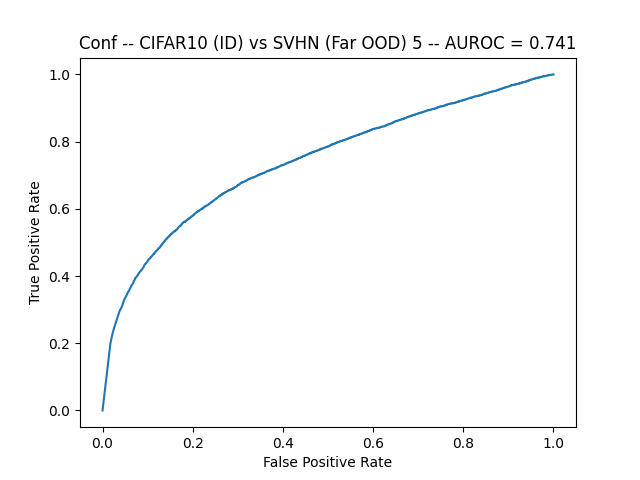 Conf -- CIFAR10 (ID) vs SVHN (Far OOD) 5 -- AUROC = 0.741
1.0
0.8
0.6
0.4
0.2
0.0
True Positive Rate
0.0 0.2 0.4 0.6 0.8 1.0
False Positive Rate